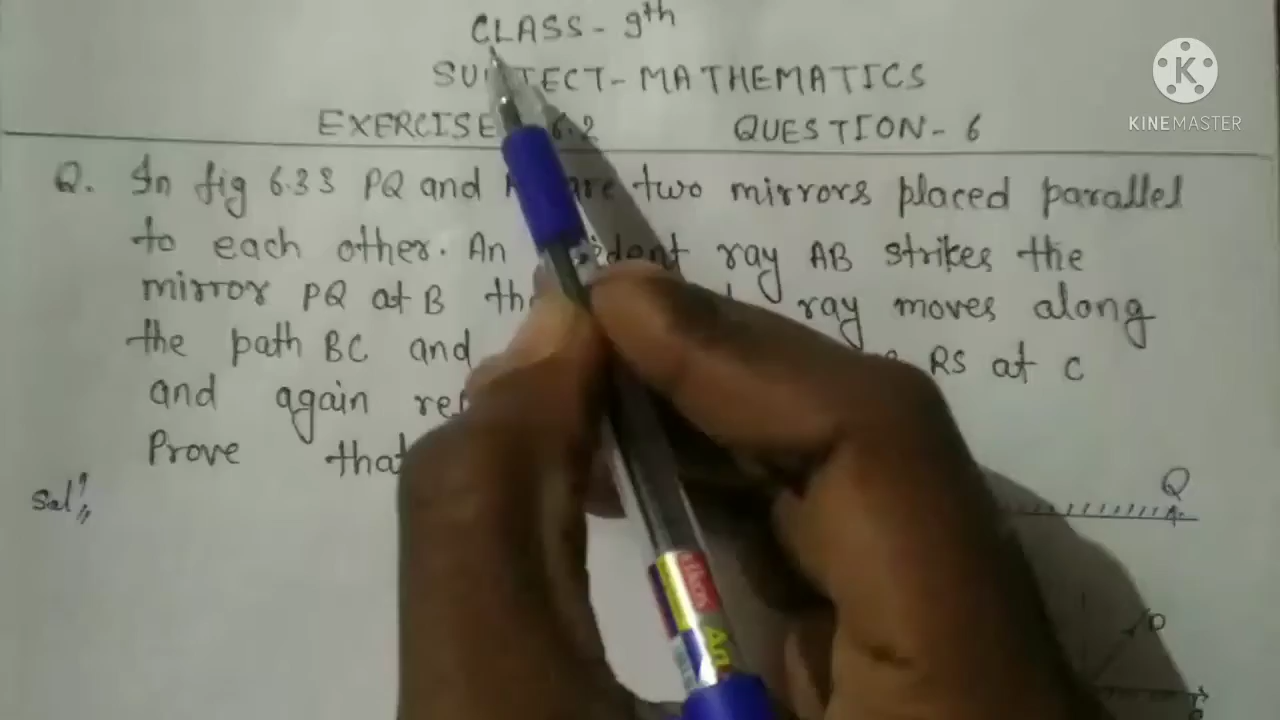 CLASS - 9th
K
KINEMASTER
MATHEMATICS
EXERCISE 6.2 QUESTION - 6
Q. In fig 6.33 PQ and are two mirrors placed parallel
to each other. An ray AB strikes the
mirror PQ at B ray moves along
the path BC and RS at C
and again
Prove that
Q
Sol",,
D